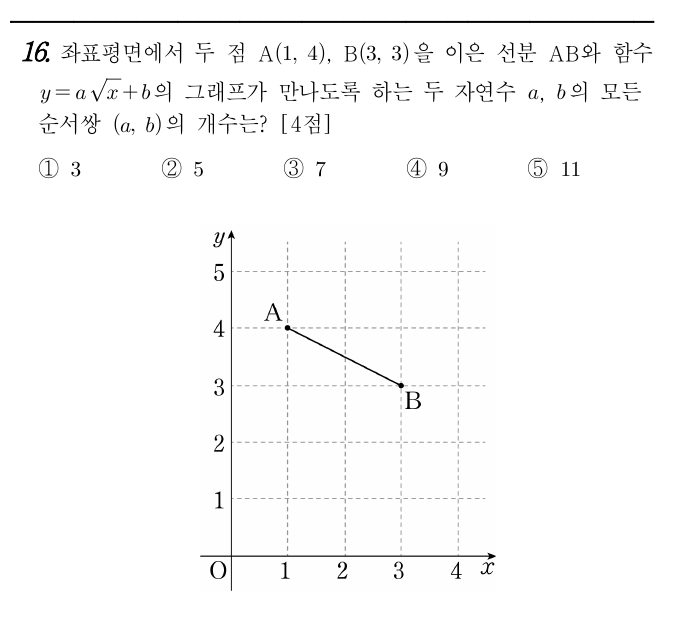 16. 좌표평면에서 두 점 A(1, 4), B(3, 3)을 이은 선분 AB와 함수
y=a√x+b의 그래프가 만나도록 하는 두 자연수 a, b의 모든
순서쌍 (a, b)의 개수는? [4점]
① 3 ② 5 ③ 7 ④ 9 ⑤ 11
y
5
A
4
3
B
2
1
O 1 2 3 4 x